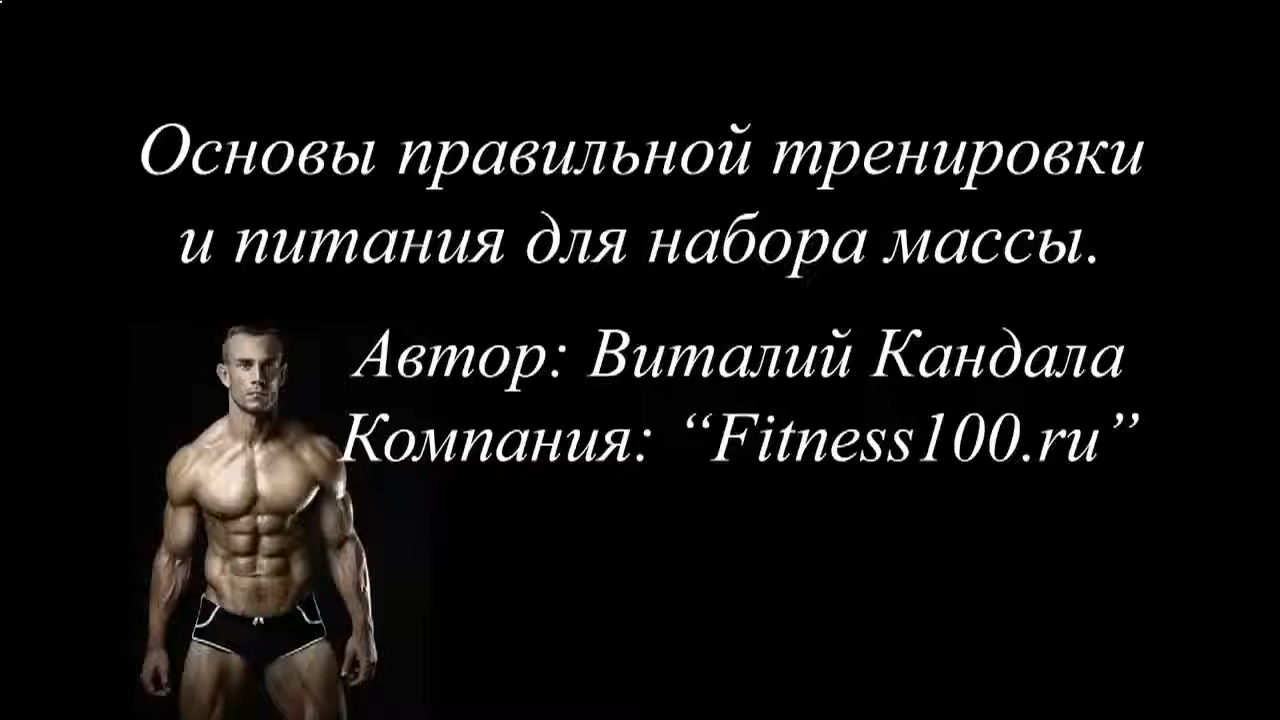 Основы правильной тренировки
и питания для набора массы.
Автор: Виталий Кандала
Компания: “Fitness100.ru”